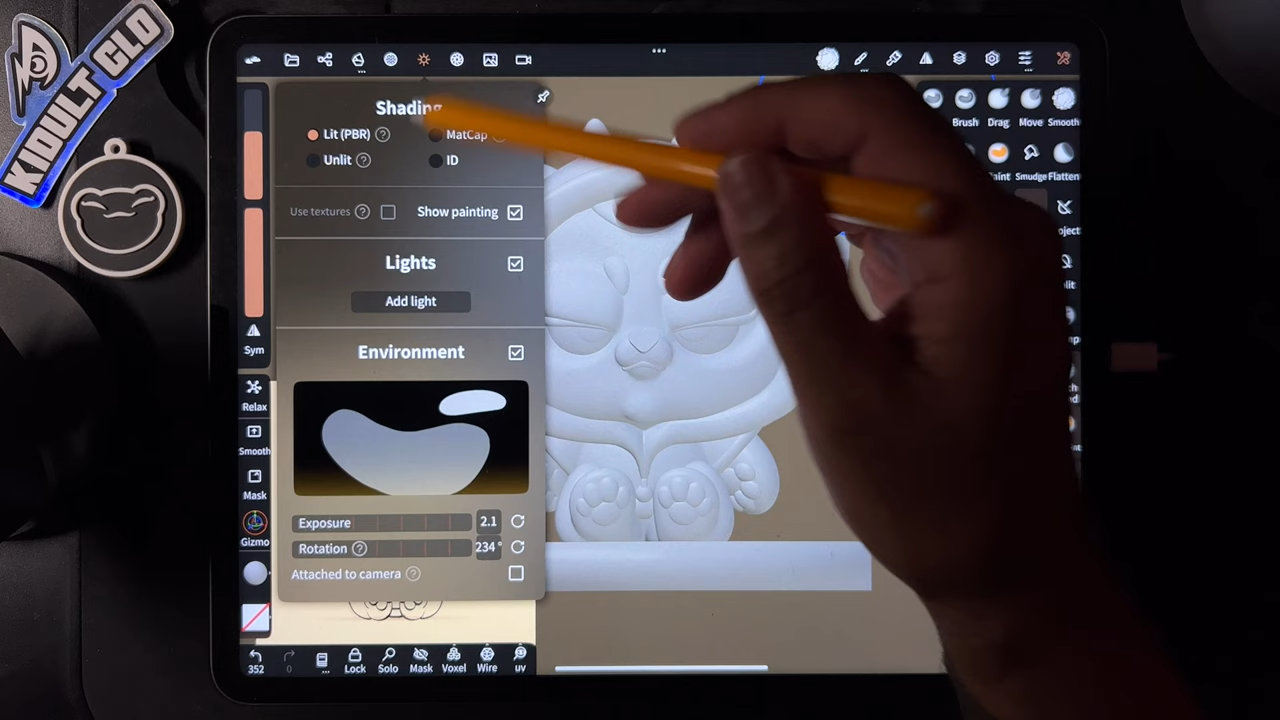 KIDULT CLO
Shading
Lit (PBR) ?
MatCap
Unlit ?
ID
Use textures ?
Show painting
Lights
Add light
Environment
Exposure
2.1
Rotation ?
234 °
Attached to camera ?
Sym
Relax
Smooth
Mask
Gizmo
352
0
Lock
Solo
Mask
Voxel
Wire
uv
Brush
Drag
Move
Smooth
Smudge
Flatten